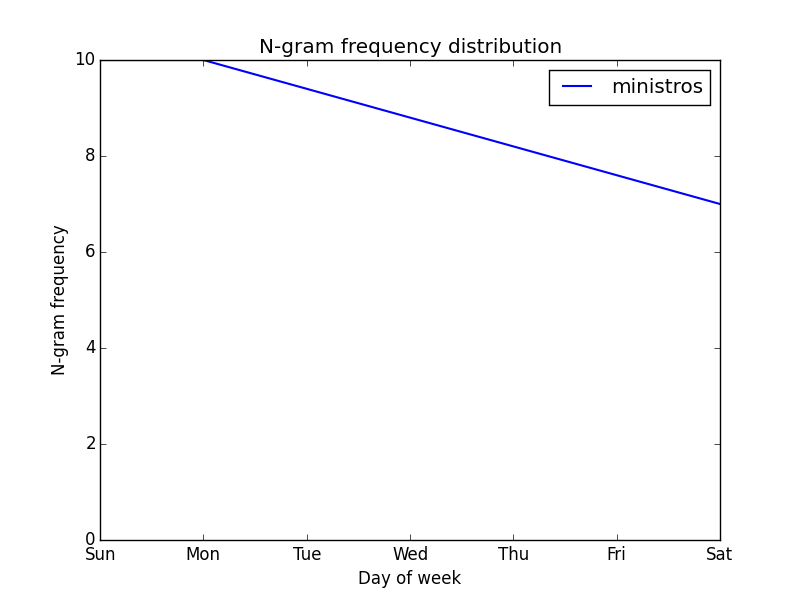 N-gram frequency distribution
ministros
10
8
6
4
2
0
N-gram frequency
Sun Mon Tue Wed Thu Fri Sat
Day of week